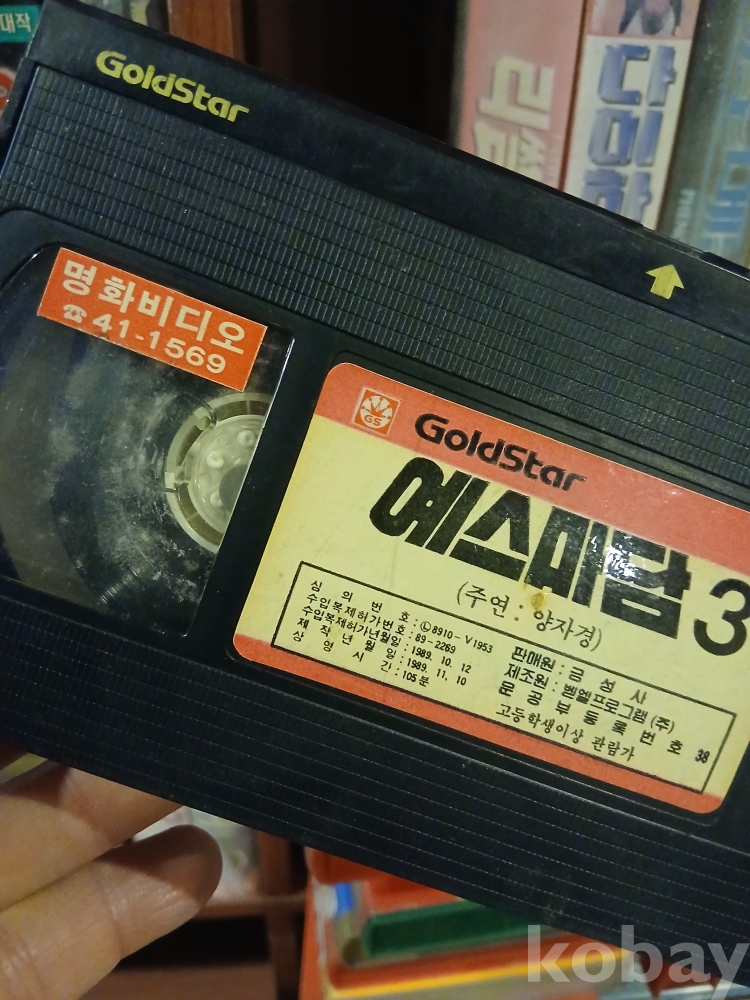 대작
GoldStar
명화비디오
☎41-1569
GS
GoldStar
예스마담3
(주연 : 양자경)
심의번호 : Ⓛ8910-V1953
수입복제허가번호 : 89-2269
수입복제허가년월일 : 1989. 10. 12
제작년월일 : 1989. 11. 10
상영시간 : 105분
판매원 : 금성사
제조원 : 벧엘프로그램(주)
문공부등록번호 38
고등학생이상 관람가
kobay